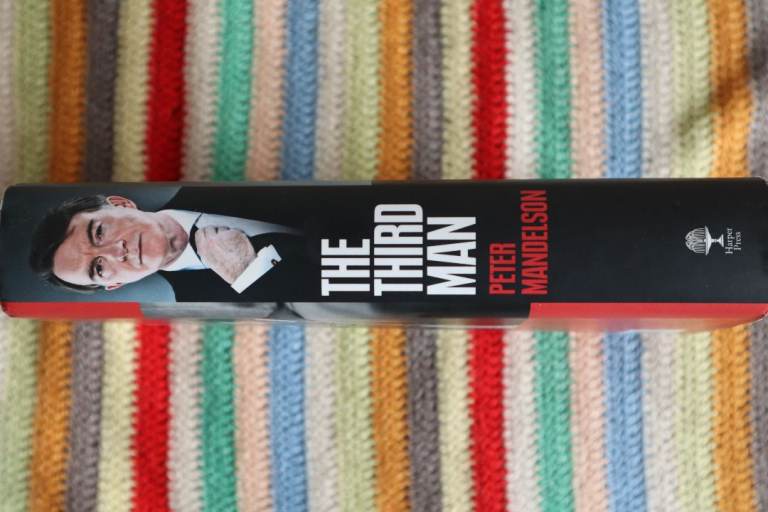 THE
THIRD
MAN
PETER
MANDELSON
Harper
Press